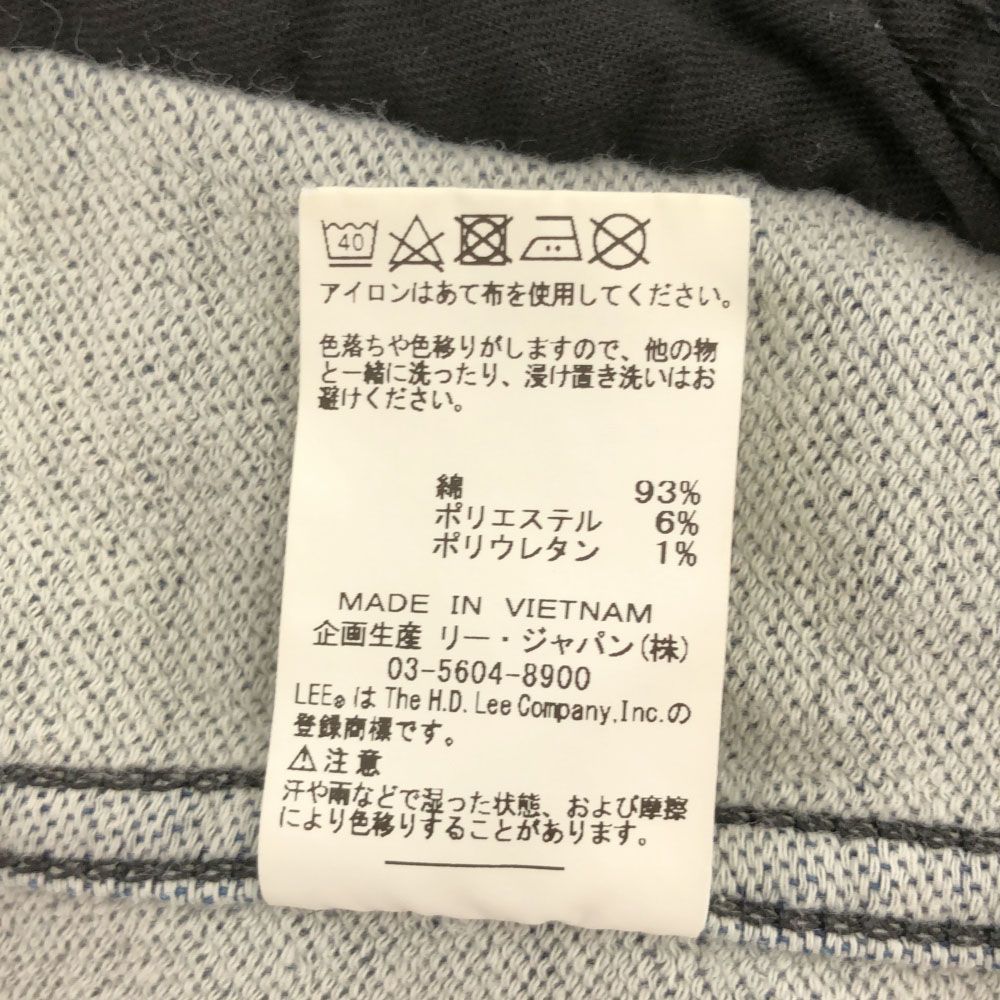 40
アイロンはあて布を使用してください。
色落ちや色移りがしますので、他の物
と一緒に洗ったり、浸け置き洗いはお
避けください。
綿 93%
ポリエステル 6%
ポリウレタン 1%
MADE IN VIETNAM
企画生産 リー・ジャパン(株)
03-5604-8900
LEE®は The H.D. Lee Company, Inc.の
登録商標です。
⚠注意
汗や雨などで湿った状態、および摩擦
により色移りすることがあります。